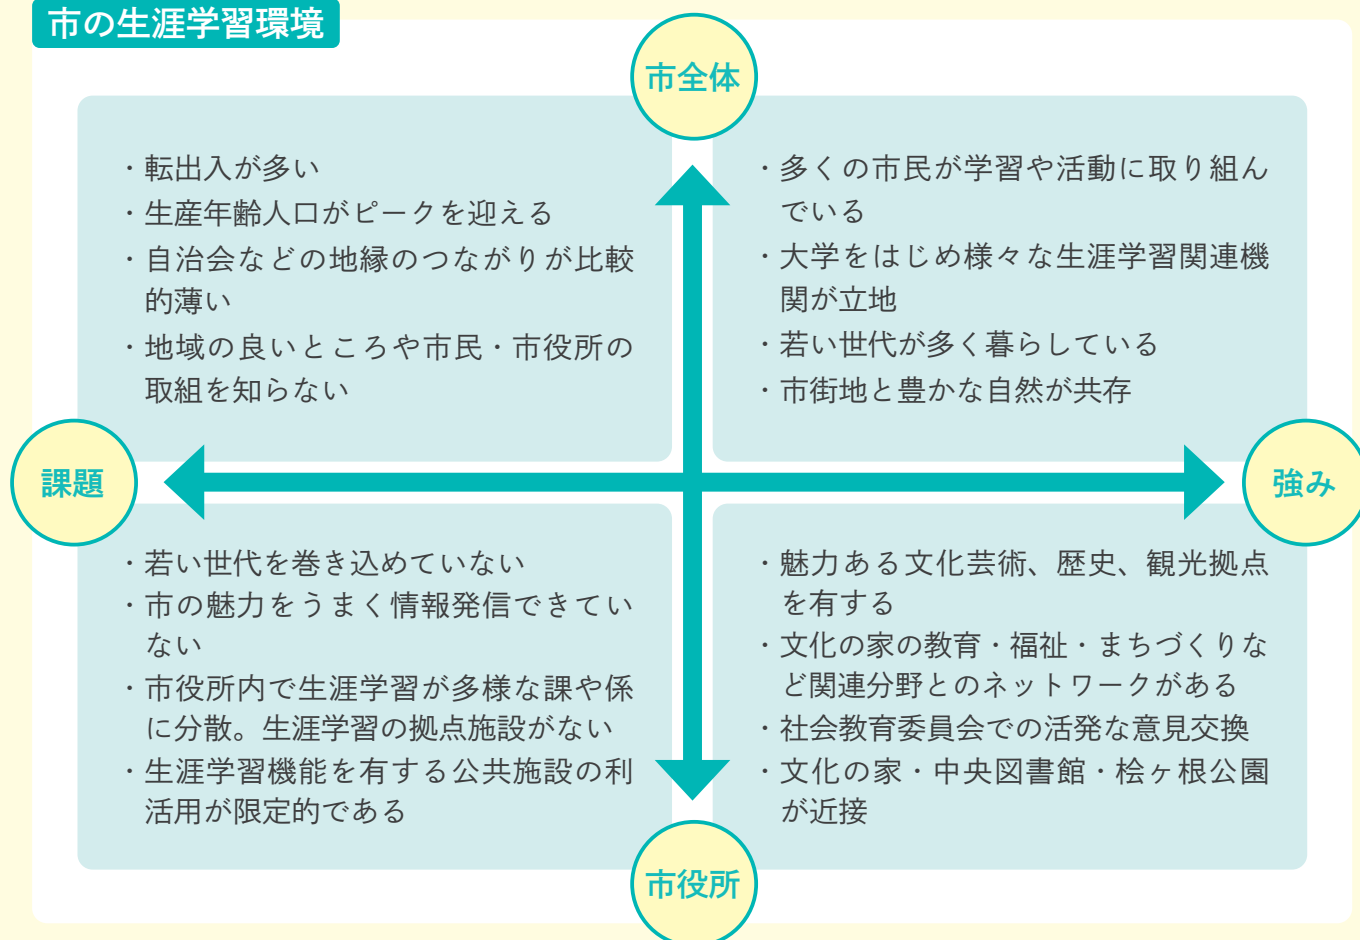 市の生涯学習環境
市全体
・転出入が多い
・生産年齢人口がピークを迎える
・自治会などの地縁のつながりが比較
的薄い
・地域の良いところや市民・市役所の
取組を知らない
・多くの市民が学習や活動に取り組ん
でいる
・大学をはじめ様々な生涯学習関連機
関が立地
・若い世代が多く暮らしている
・市街地と豊かな自然が共存
課題
強み
・若い世代を巻き込めていない
・市の魅力をうまく情報発信できてい
ない
・市役所内で生涯学習が多様な課や係
に分散。生涯学習の拠点施設がない
・生涯学習機能を有する公共施設の利
活用が限定的である
・魅力ある文化芸術、歴史、観光拠点
を有する
・文化の家の教育・福祉・まちづくりな
ど関連分野とのネットワークがある
・社会教育委員会での活発な意見交換
・文化の家・中央図書館・桧ヶ根公園
が近接
市役所